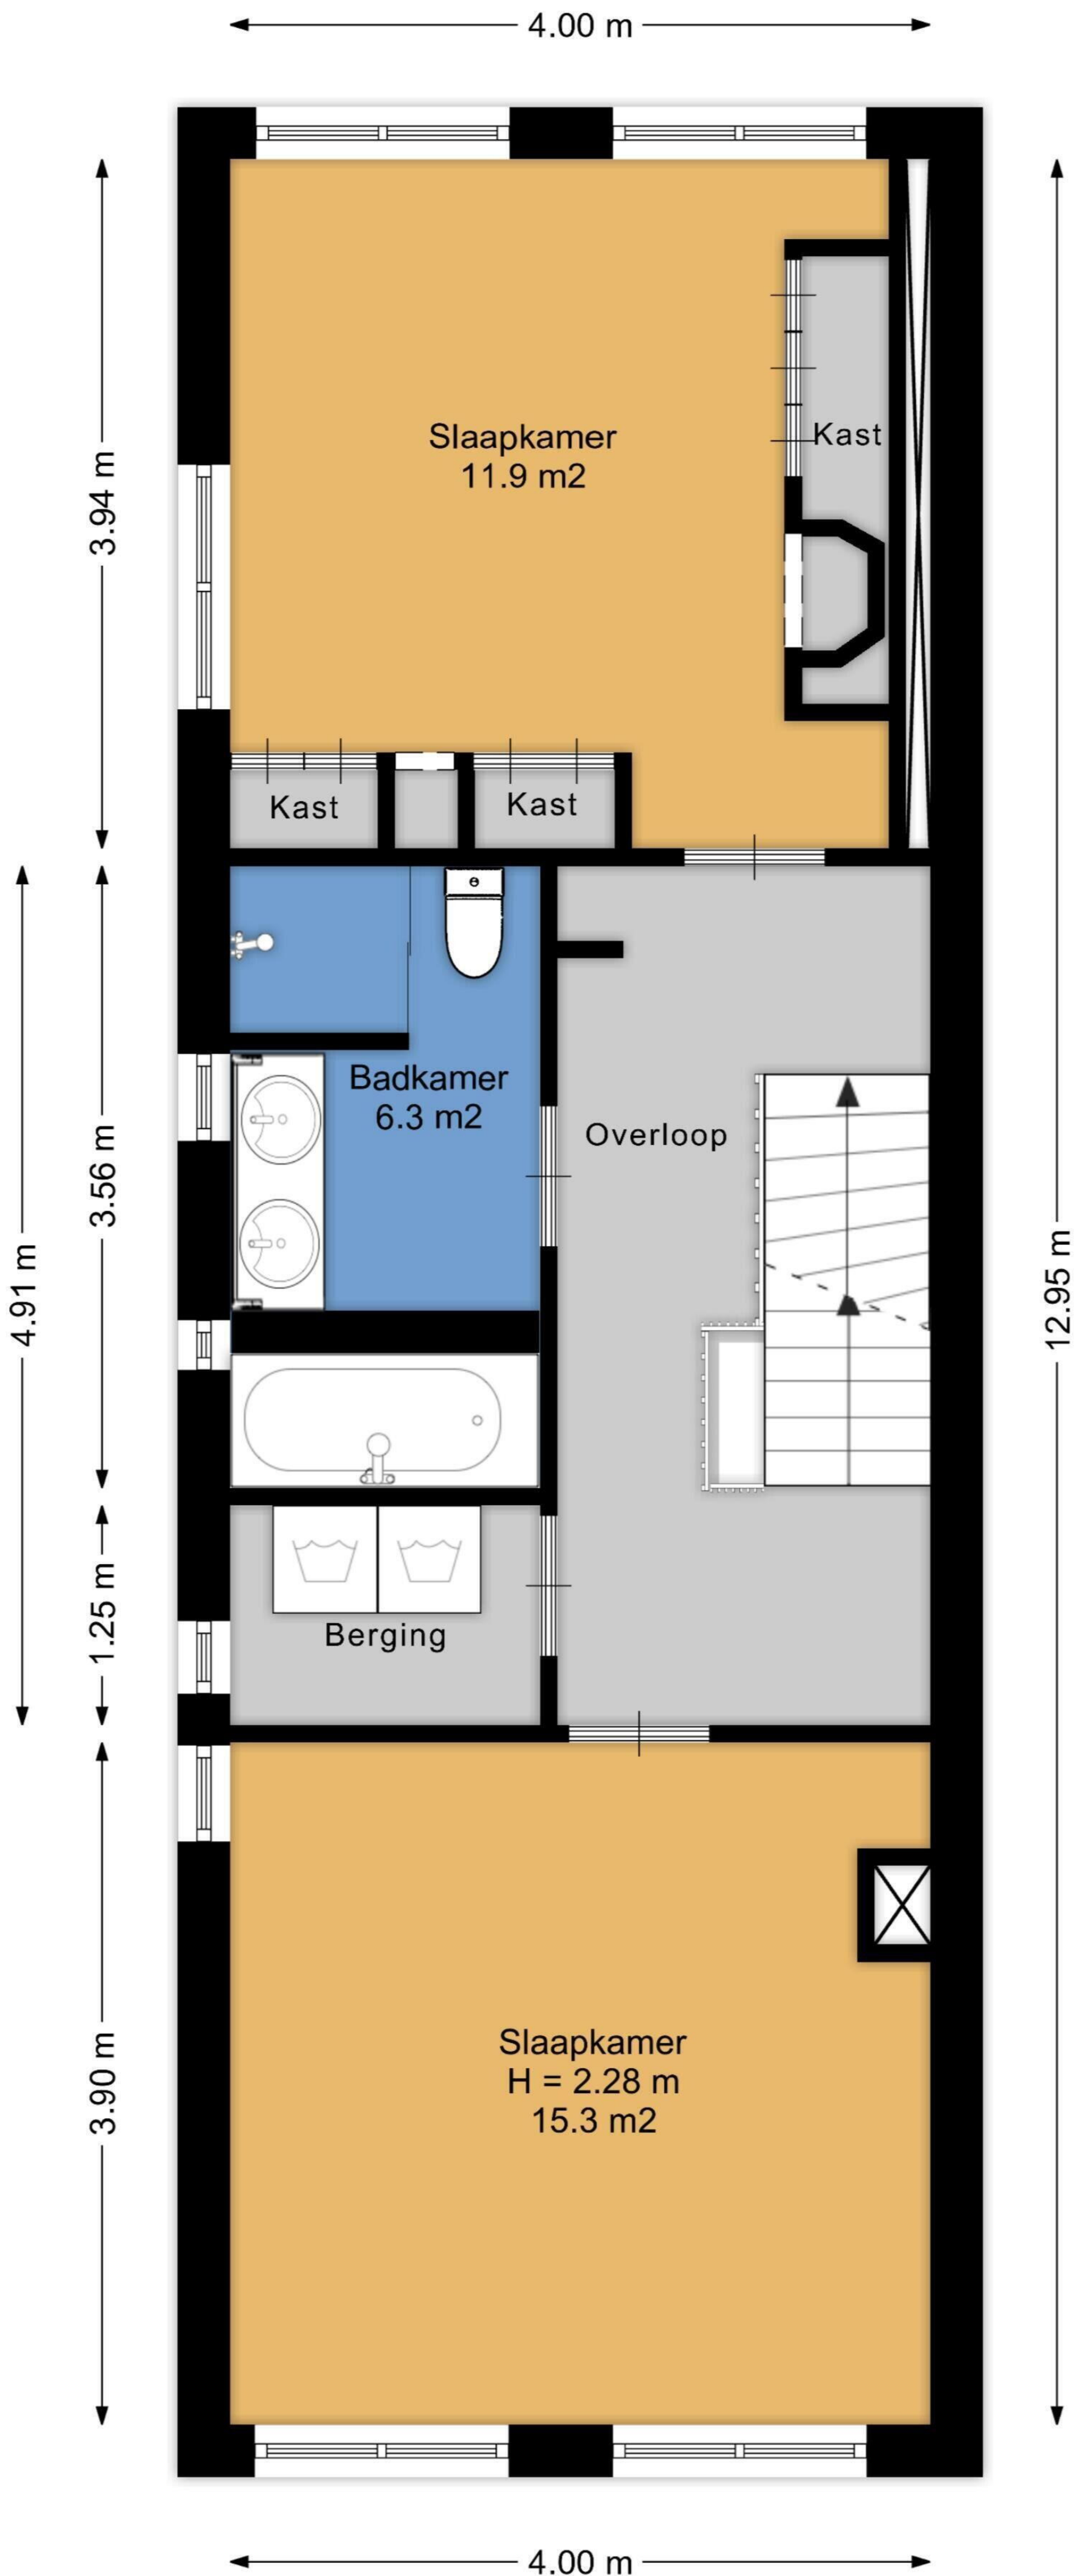 4.00 m
3.94 m
Slaapkamer
11.9 m2
Kast
Kast
Kast
Badkamer
6.3 m2
Overloop
3.56 m
4.91 m
12.95 m
1.25 m
Berging
3.90 m
Slaapkamer
H = 2.28 m
15.3 m2
4.00 m